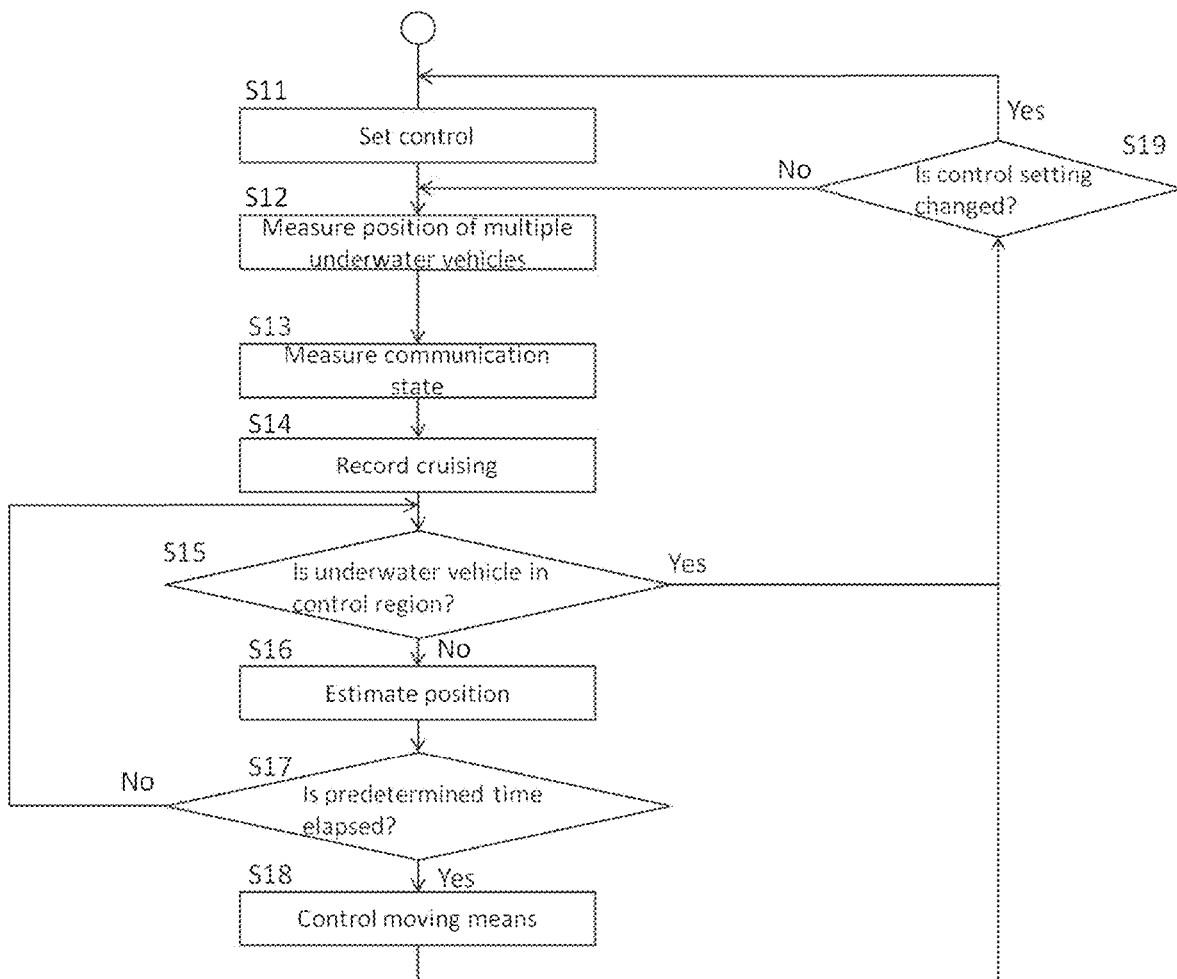 S11
Set control
Yes
S19
No
Is control setting
changed?
S12
Measure position of multiple
underwater vehicles
S13
Measure communication
state
S14
Record cruising
S15
Is underwater vehicle in
control region?
Yes
No
S16
Estimate position
S17
No
Is predetermined time
elapsed?
Yes
S18
Control moving means